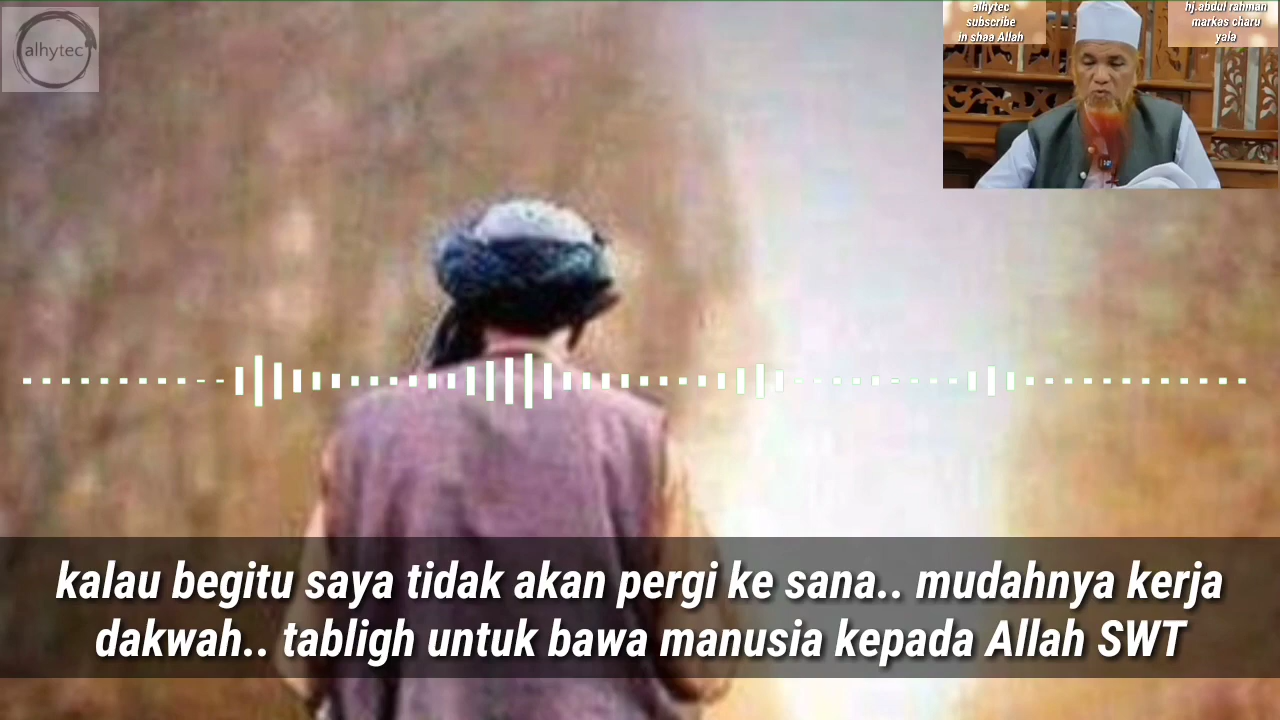 alhytec
alhytec
subscribe
in shaa Allah
hj.abdul rahman
markas charu
yala
kalau begitu saya tidak akan pergi ke sana.. mudahnya kerja
dakwah.. tabligh untuk bawa manusia kepada Allah SWT